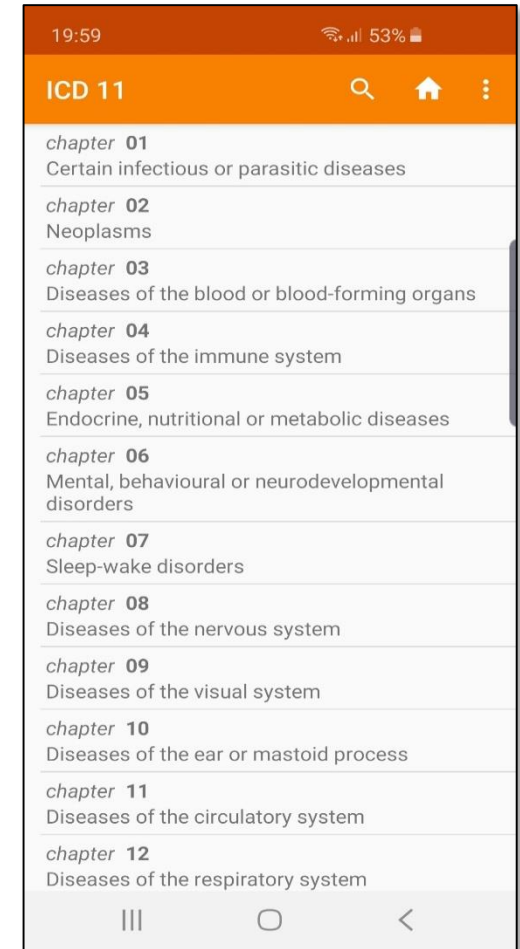 19:59 53%
ICD 11
chapter 01
Certain infectious or parasitic diseases
chapter 02
Neoplasms
chapter 03
Diseases of the blood or blood-forming organs
chapter 04
Diseases of the immune system
chapter 05
Endocrine, nutritional or metabolic diseases
chapter 06
Mental, behavioural or neurodevelopmental
disorders
chapter 07
Sleep-wake disorders
chapter 08
Diseases of the nervous system
chapter 09
Diseases of the visual system
chapter 10
Diseases of the ear or mastoid process
chapter 11
Diseases of the circulatory system
chapter 12
Diseases of the respiratory system